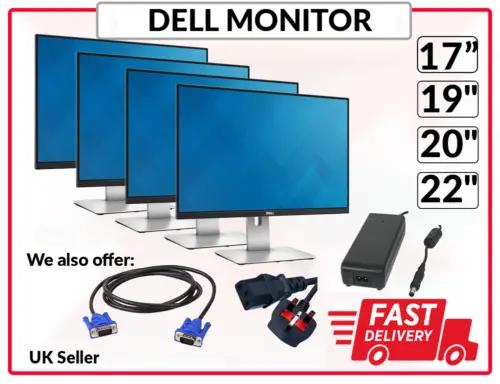 DELL MONITOR
17”
19"
20"
22"
We also offer:
FAST
DELIVERY
UK Seller